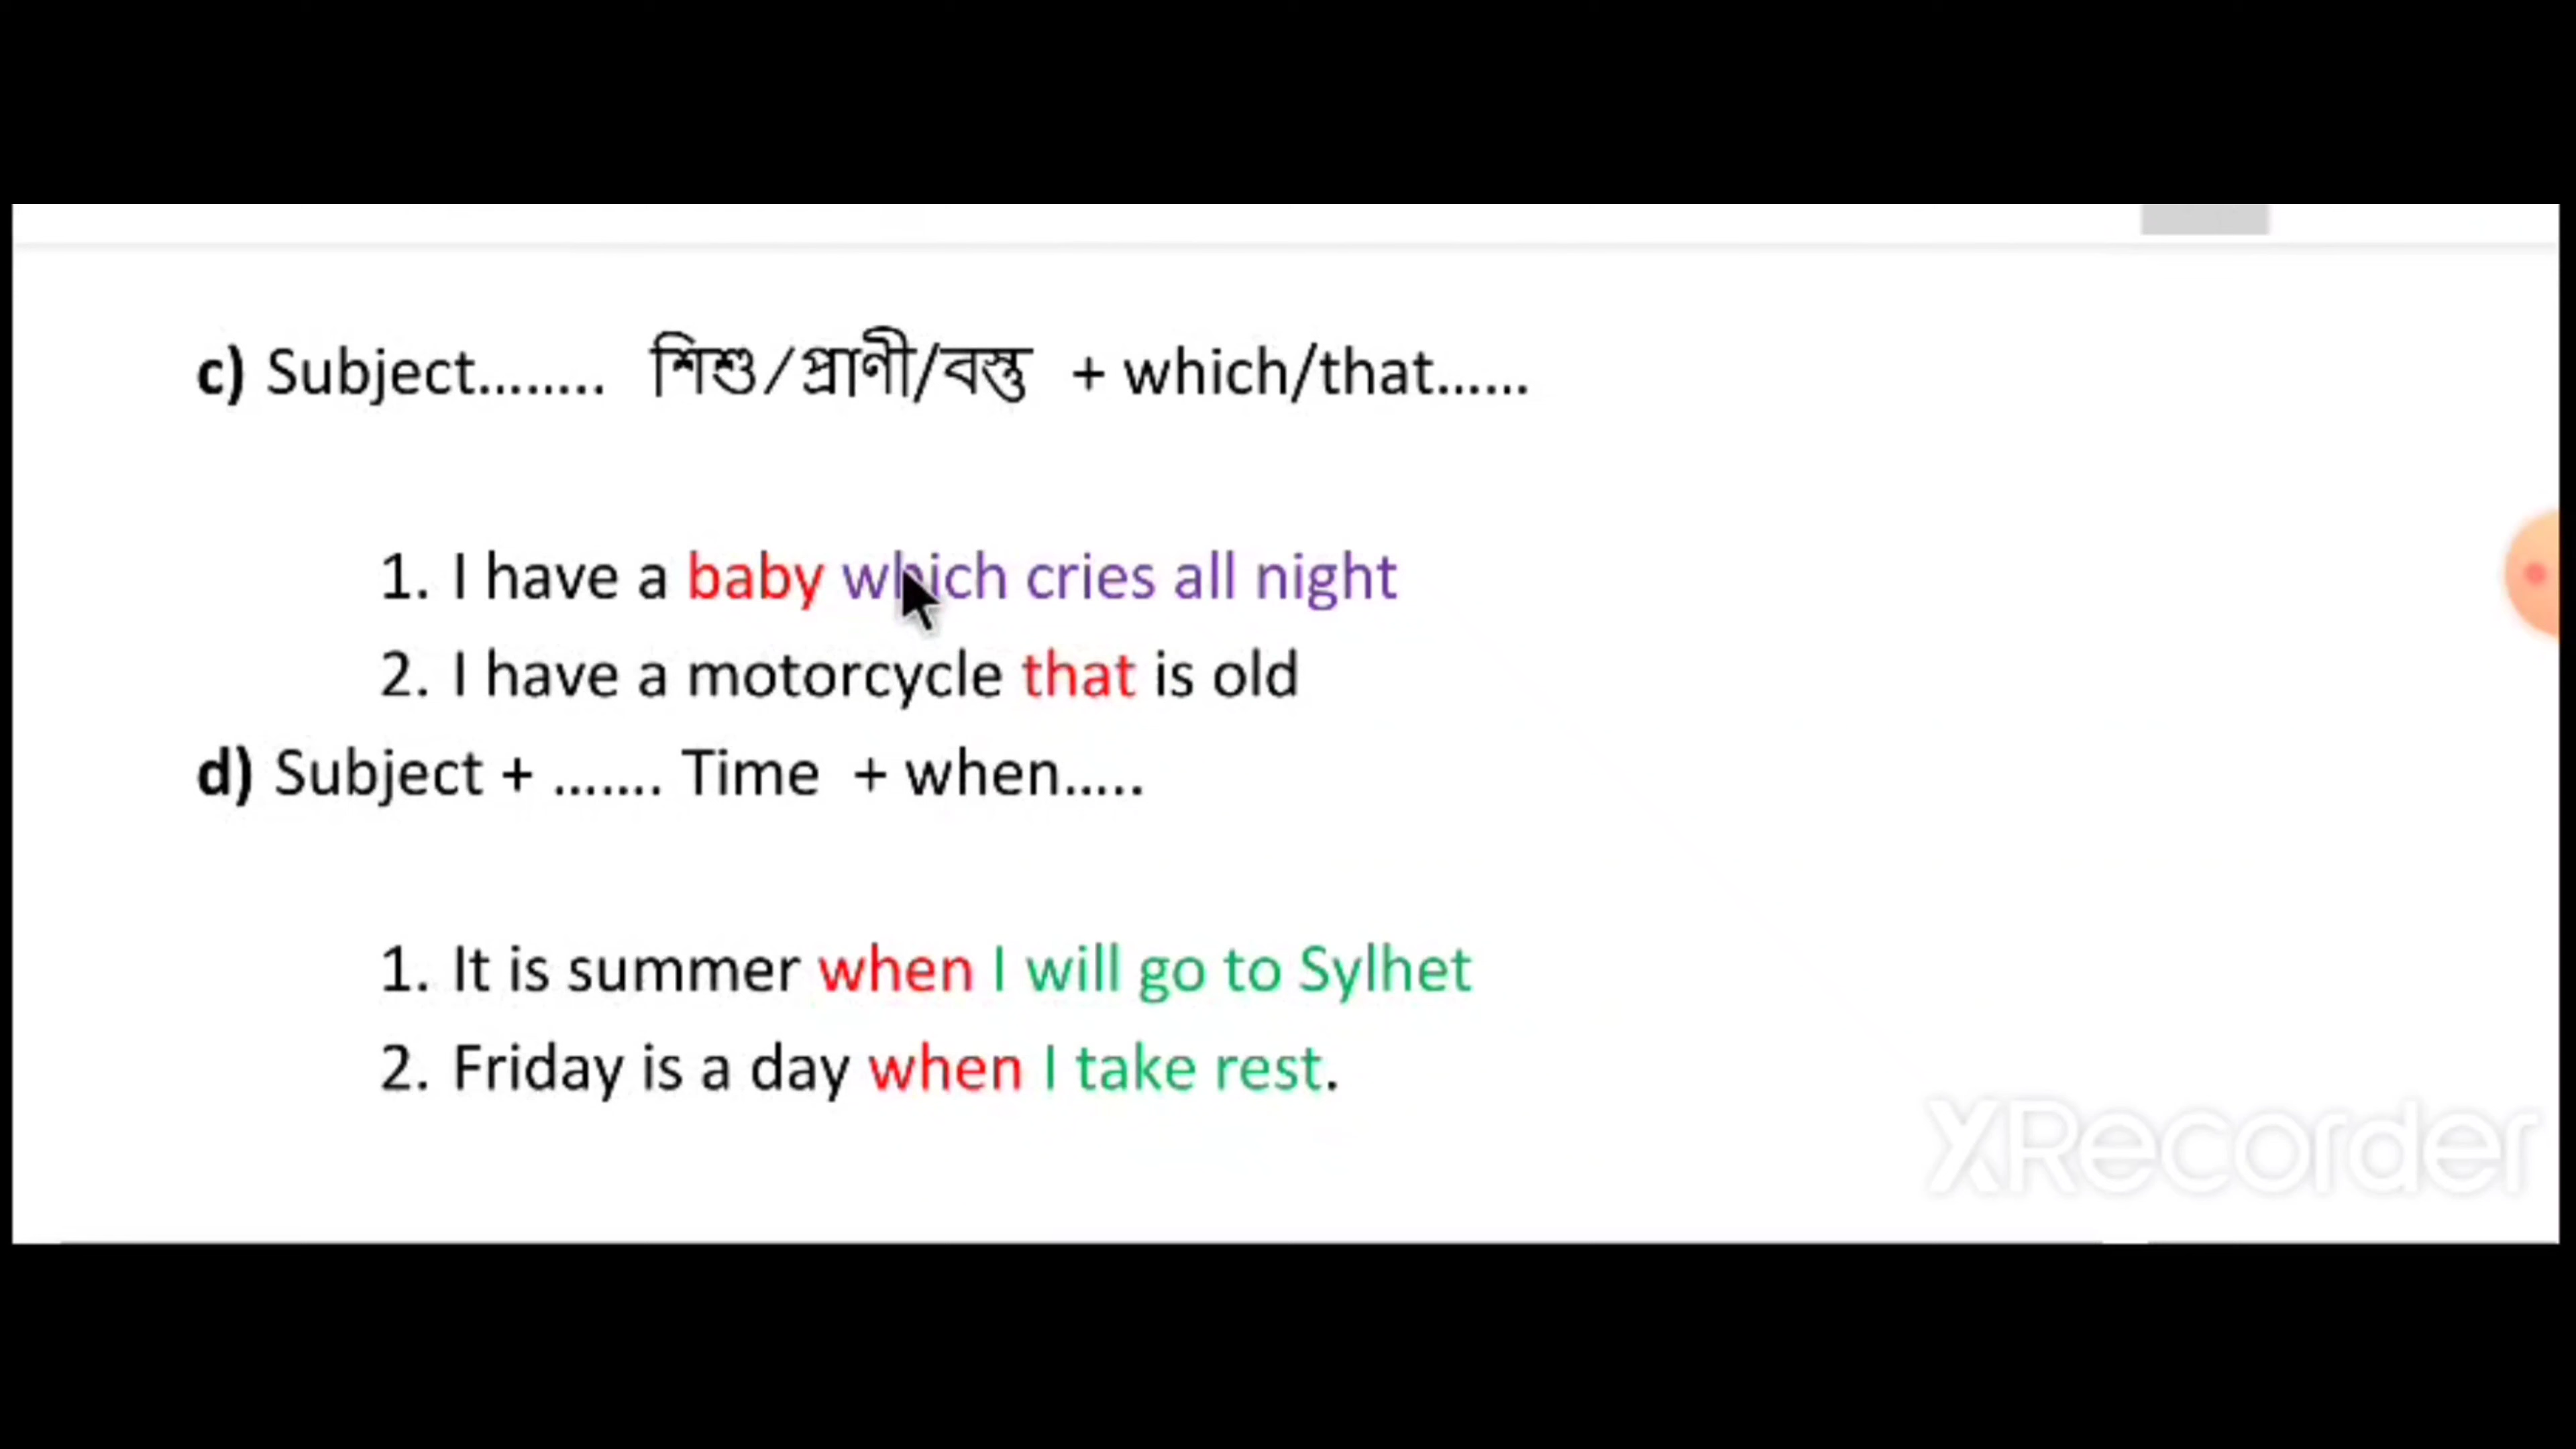 c) Subject........ শিশু/প্রাণী/বস্তু + which/that......
1. I have a baby which cries all night
2. I have a motorcycle that is old
d) Subject + ....... Time + when.....
1. It is summer when I will go to Sylhet
2. Friday is a day when I take rest.
XRecorder